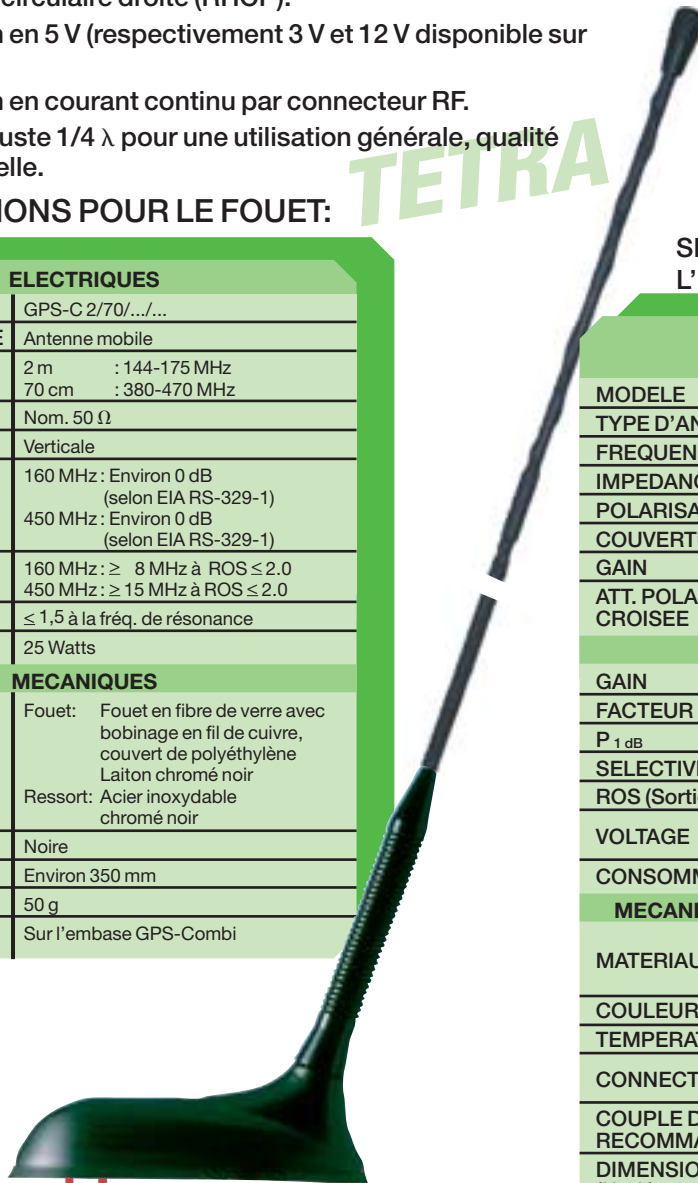 circulaire droite (RHCP).
en 5 V (respectivement 3 V et 12 V disponible sur
en courant continu par connecteur RF.
1/4 λ pour une utilisation générale, qualité
TETRA
POUR LE FOUET:
ELECTRIQUES
GPS-C 2/70/.../...
Antenne mobile
2 m : 144-175 MHz
70 cm : 380-470 MHz
Nom. 50 Ω
Verticale
160 MHz : Environ 0 dB
(selon EIA RS-329-1)
450 MHz : Environ 0 dB
(selon EIA RS-329-1)
160 MHz : ≥ 8 MHz à ROS ≤ 2.0
450 MHz : ≥ 15 MHz à ROS ≤ 2.0
≤ 1,5 à la fréq. de résonance
25 Watts
MECANIQUES
Fouet: Fouet en fibre de verre avec
bobinage en fil de cuivre,
couvert de polyéthylène
Laiton chromé noir
Ressort: Acier inoxydable
chromé noir
Noire
Environ 350 mm
50 g
Sur l'embase GPS-Combi
MODELE
TYPE D'AN
FREQUEN
IMPEDANC
POLARISA
COUVERT
GAIN
ATT. POLA
CROISEE
GAIN
FACTEUR
P 1 dB
SELECTIVI
ROS (Sorti
VOLTAGE
CONSOMM
MECANI
MATERIAU
COULEUR
TEMPERAT
CONNECT
COUPLE D
RECOMMA
DIMENSIO